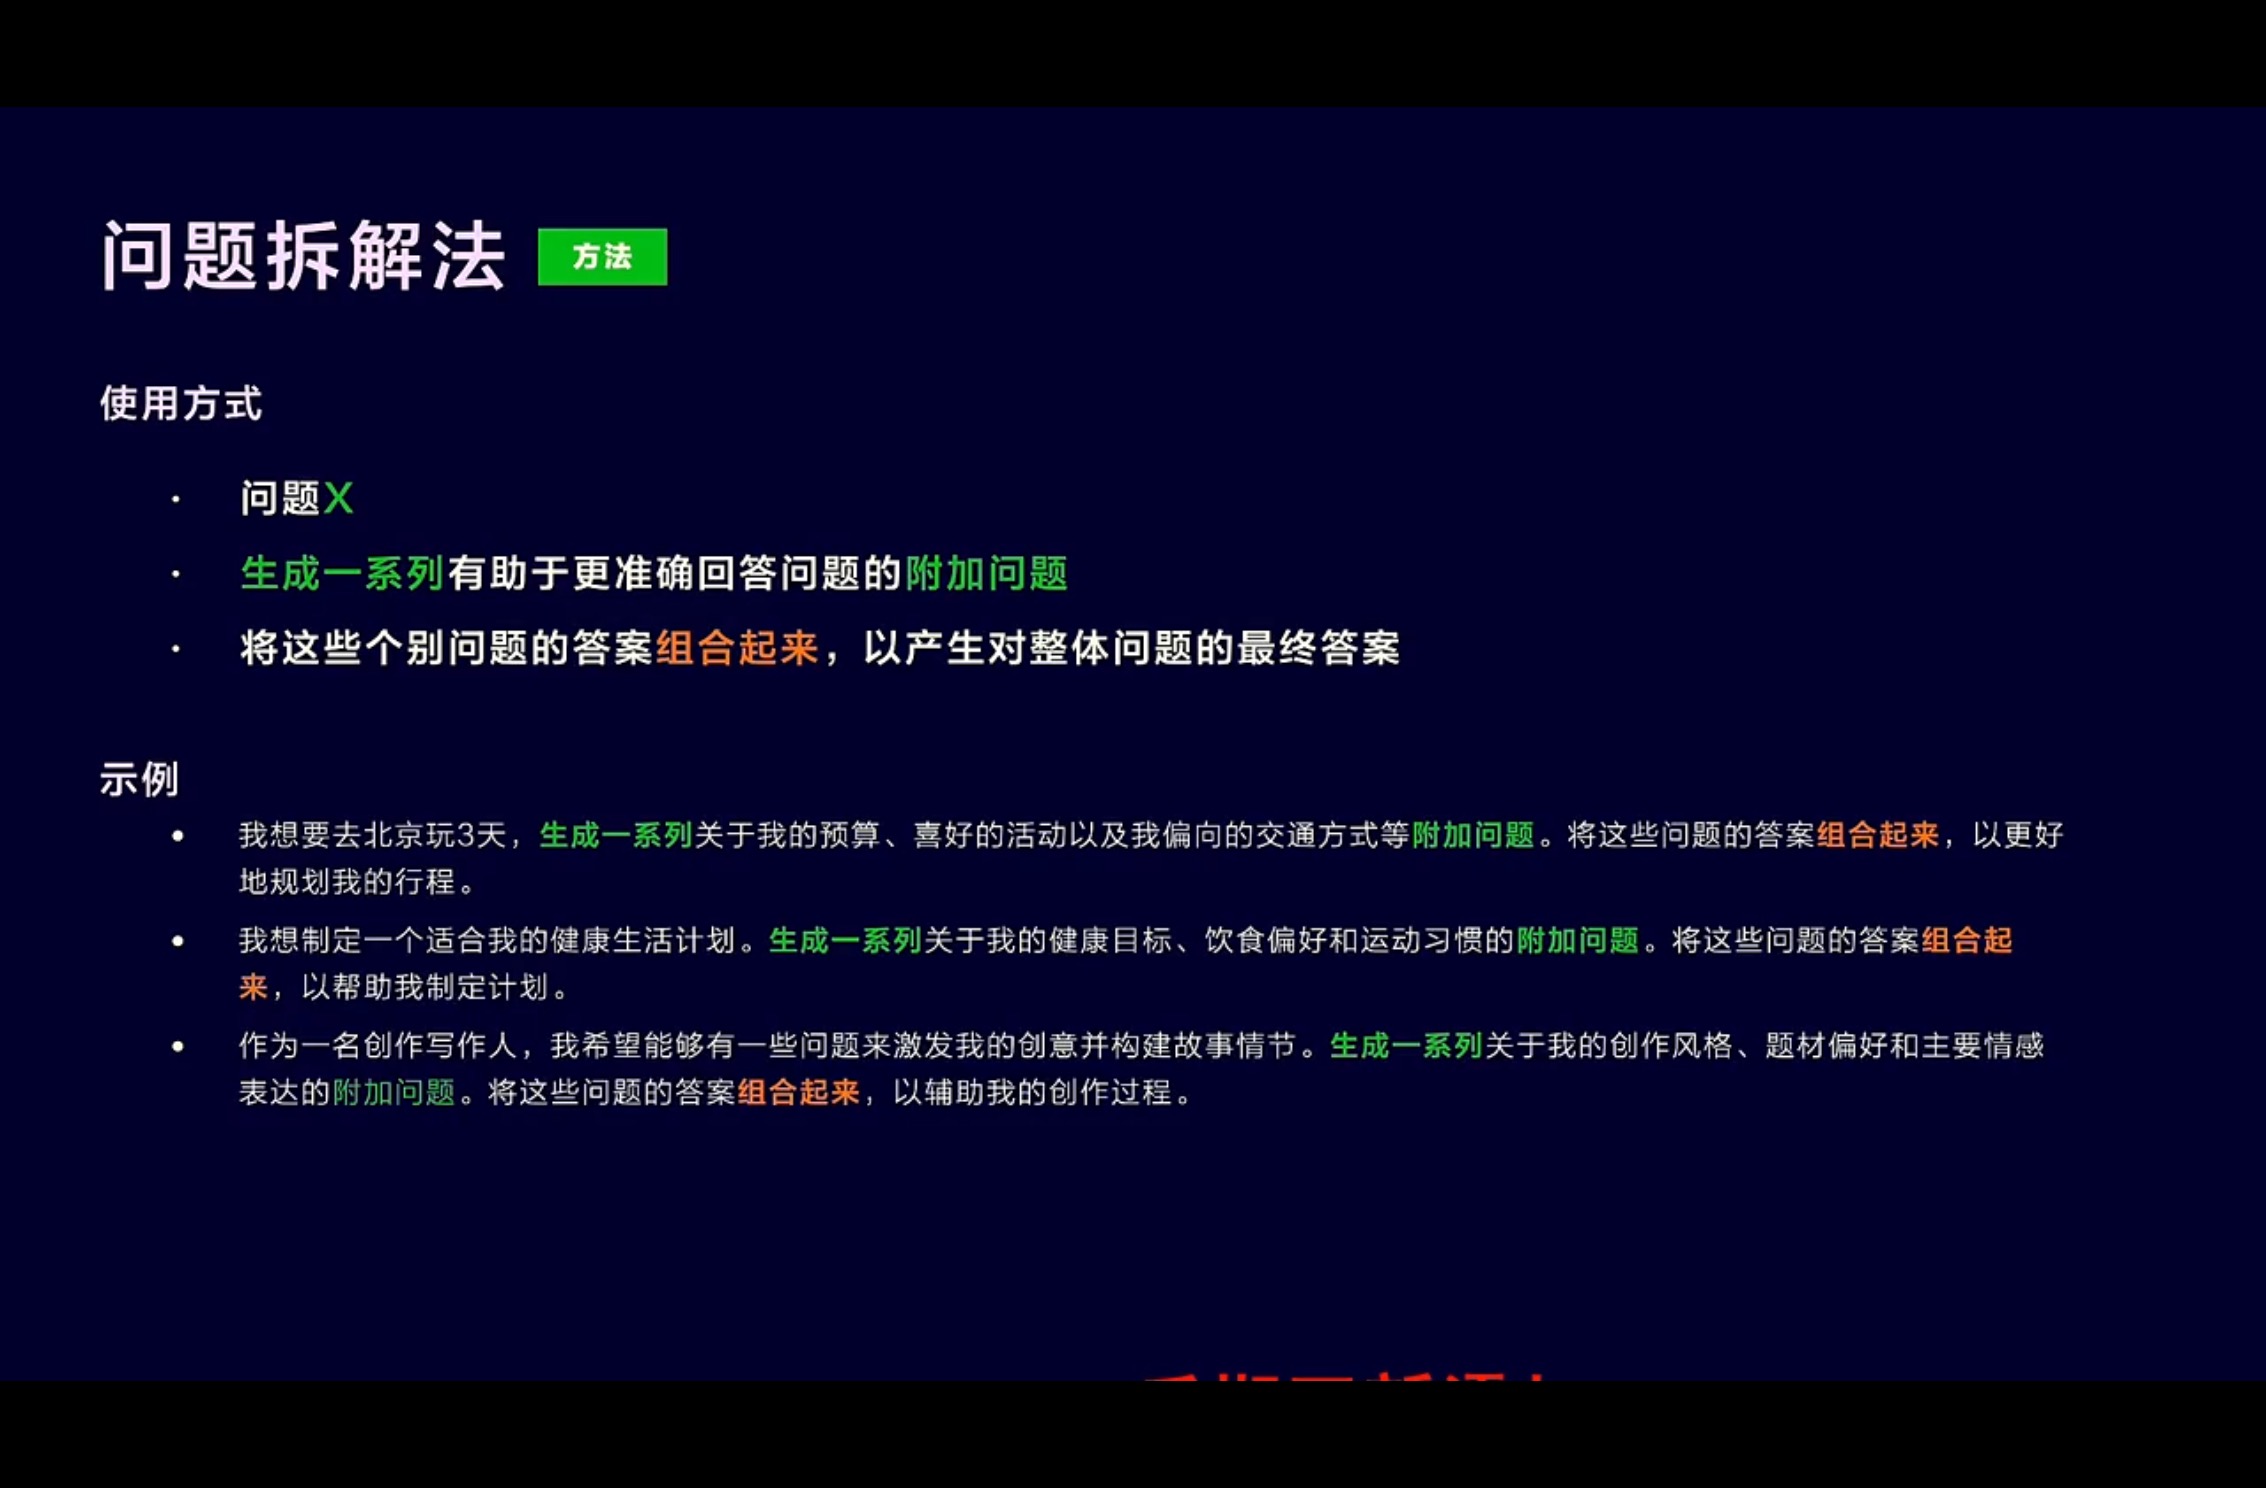 问题拆解法 方法
使用方式
· 问题X
· 生成一系列有助于更准确回答问题的附加问题
· 将这些个别问题的答案组合起来，以产生对整体问题的最终答案
示例
• 我想要去北京玩3天，生成一系列关于我的预算、喜好的活动以及我偏向的交通方式等附加问题。将这些问题的答案组合起来，以更好
地规划我的行程。
• 我想制定一个适合我的健康生活计划。生成一系列关于我的健康目标、饮食偏好和运动习惯的附加问题。将这些问题的答案组合起
来，以帮助我制定计划。
• 作为一名创作写作人，我希望能够有一些问题来激发我的创意并构建故事情节。生成一系列关于我的创作风格、题材偏好和主要情感
表达的附加问题。将这些问题的答案组合起来，以辅助我的创作过程。